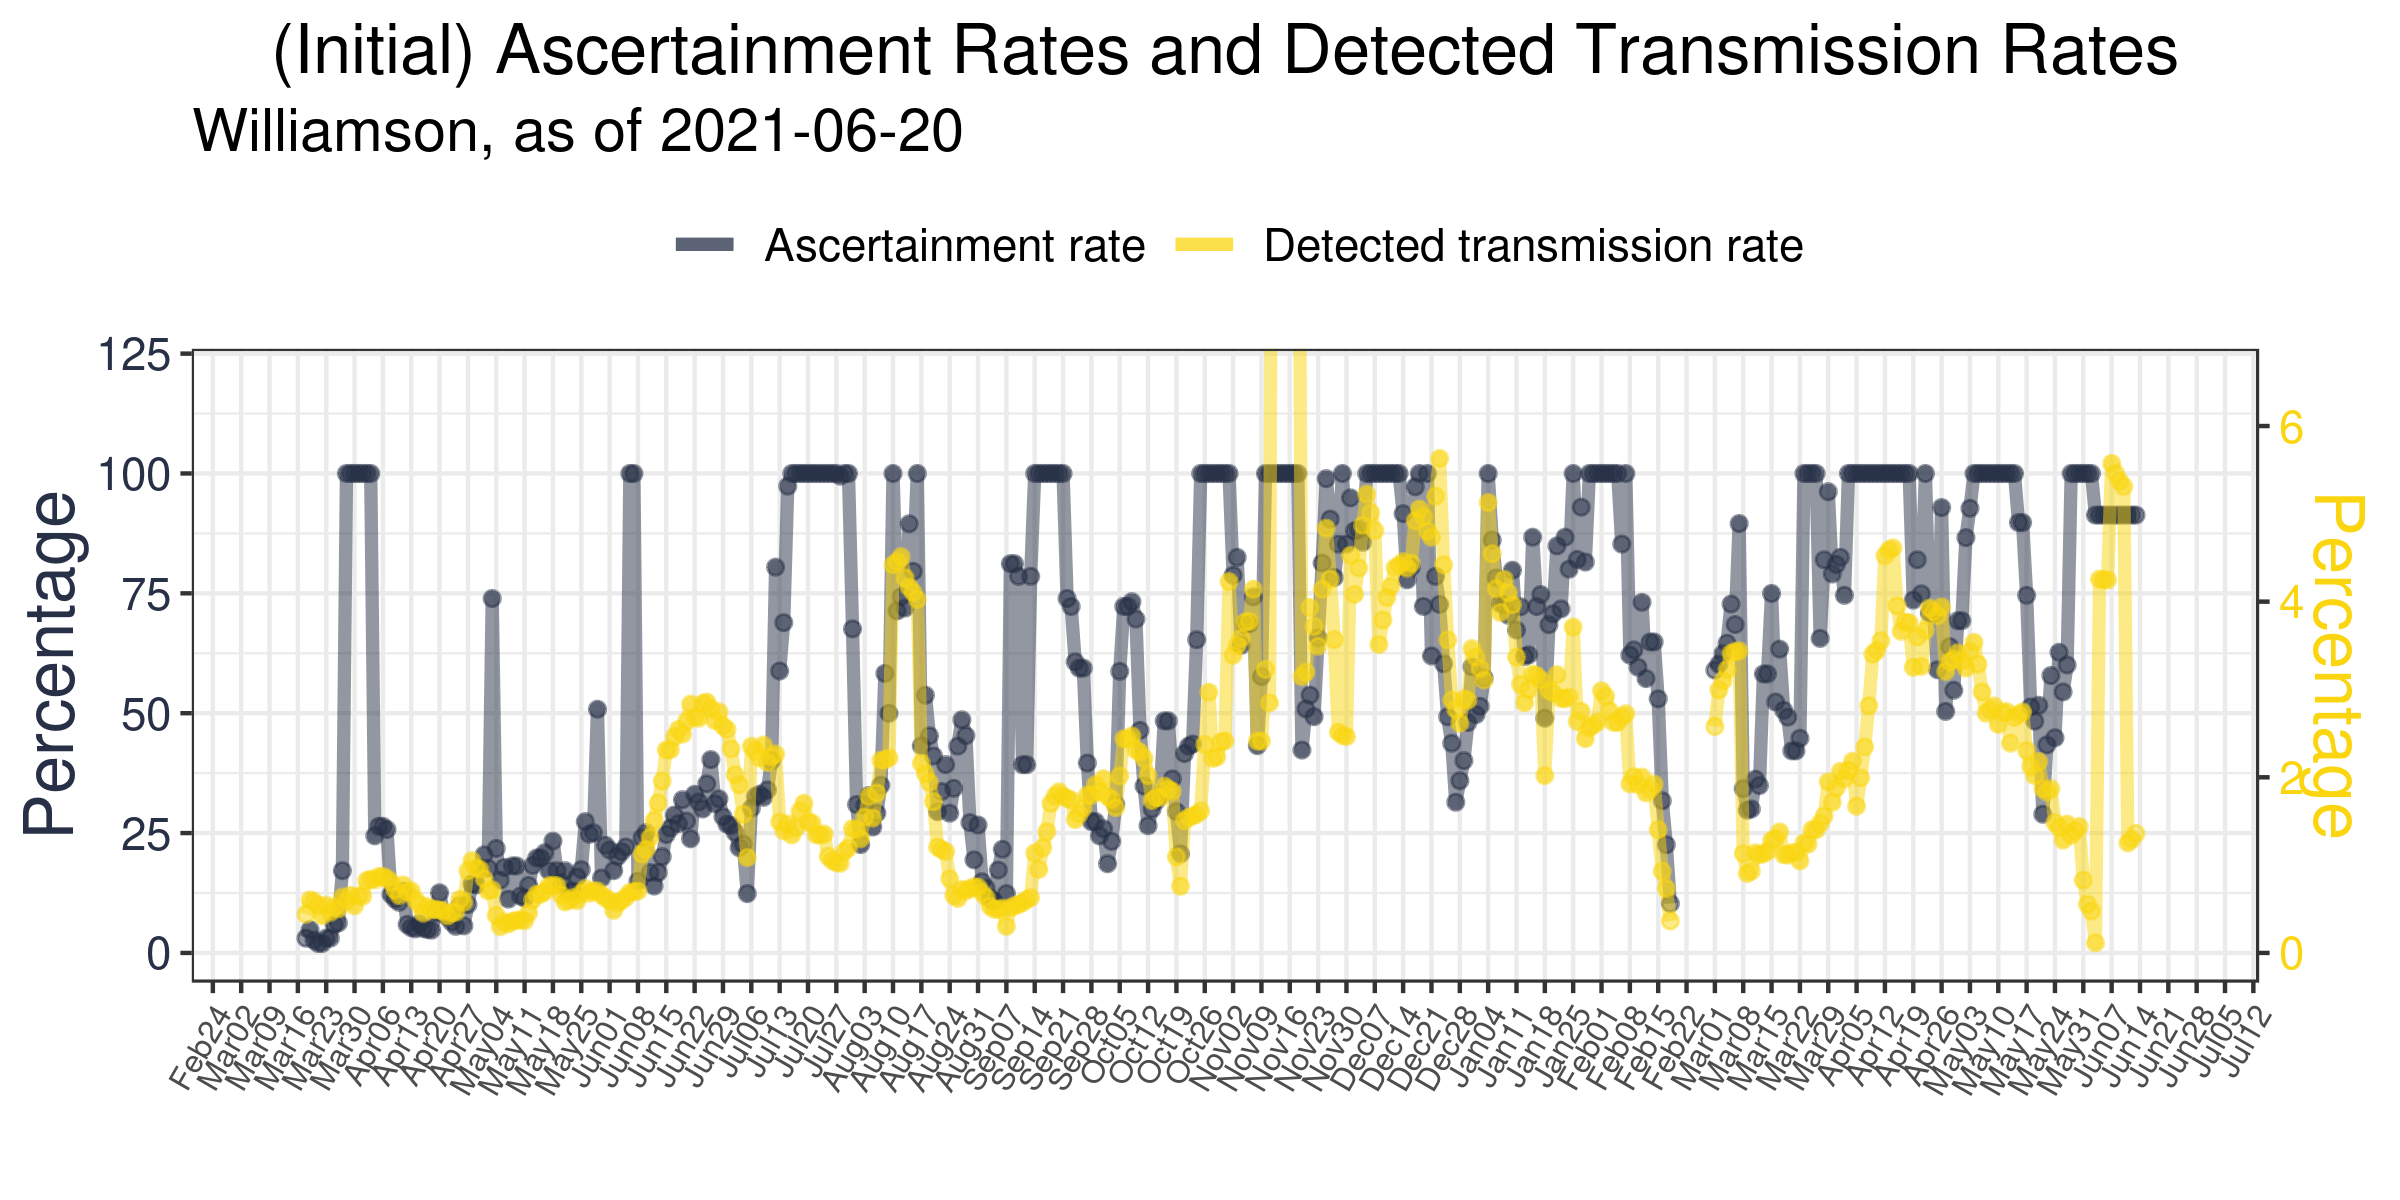 (Initial) Ascertainment Rates and Detected Transmission Rates
Williamson, as of 2021-06-20
Ascertainment rate Detected transmission rate
Percentage
125
100
75
50
25
0
6
4
2
0
Percentage
Feb24 Mar02 Mar09 Mar16 Mar23 Mar30 Apr06 Apr13 Apr20 Apr27 May04 May11 May18 May25 Jun01 Jun08 Jun15 Jun22 Jun29 Jul06 Jul13 Jul20 Jul27 Aug03 Aug10 Aug17 Aug24 Aug31 Sep07 Sep14 Sep21 Sep28 Oct05 Oct12 Oct19 Oct26 Nov02 Nov09 Nov16 Nov23 Nov30 Dec07 Dec14 Dec21 Dec28 Jan04 Jan11 Jan18 Jan25 Feb01 Feb08 Feb15 Feb22 Mar01 Mar08 Mar15 Mar22 Mar29 Apr05 Apr12 Apr19 Apr26 May03 May10 May17 May24 May31 Jun07 Jun14 Jun21 Jun28 Jul05 Jul12